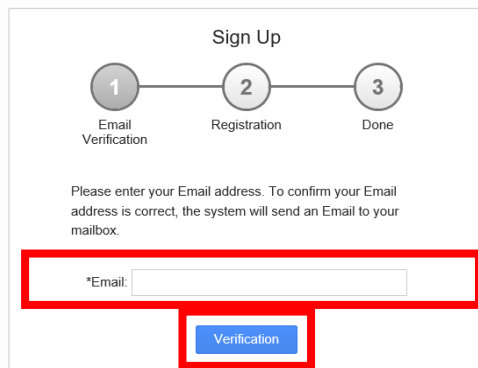 Sign Up
1 2 3
Email Registration Done
Verification
Please enter your Email address. To confirm your Email
address is correct, the system will send an Email to your
mailbox.
*Email:
Verification